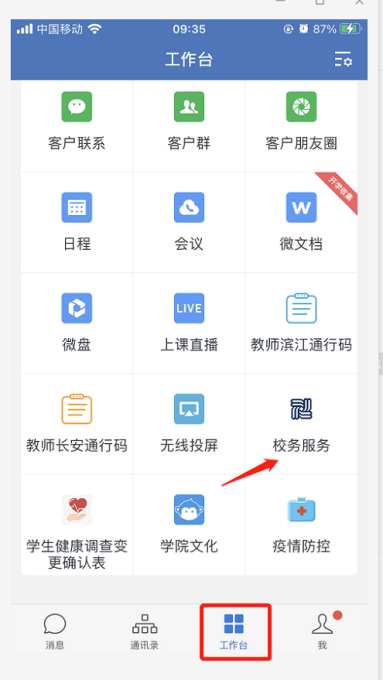 中国移动
09:35
87%
工作台
客户联系
客户群
客户朋友圈
开学收集
日程
会议
W
微文档
微盘
LIVE
上课直播
教师滨江通行码
教师长安通行码
无线投屏
校务服务
学生健康调查变
更确认表
学院文化
疫情防控
消息
通讯录
工作台
我